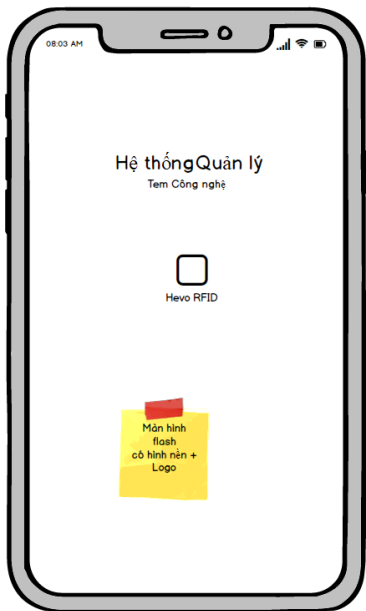 08:03 AM
Hệ thốngQuản lý
Tem Công nghệ
Hevo RFID
Màn hình
flash
có hình nền +
Logo